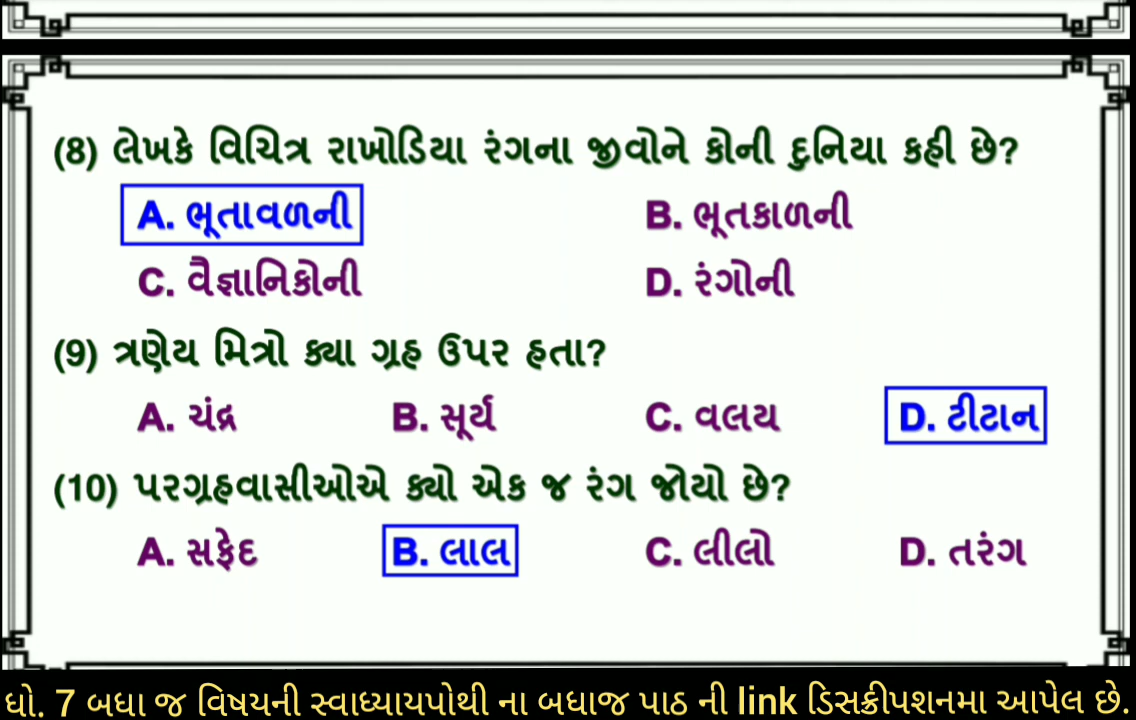 (8) લેખકે વિચિત્ર રાખોડિયા રંગના જીવોને કોની દુનિયા કહી છે?
A. ભૂતાવળની B. ભૂતકાળની
C. વૈજ્ઞાનિકોની D. રંગોની
(9) ત્રણેય મિત્રો ક્યા ગ્રહ ઉપર હતા?
A. ચંદ્ર B. સૂર્ય C. વલય D. ટીટાન
(10) પરગ્રહવાસીઓએ ક્યો એક જ રંગ જોયો છે?
A. સફેદ B. લાલ C. લીલો D. તરંગ
ધો. 7 બધા જ વિષયની સ્વાધ્યાયપોથી ના બધાજ પાઠ ની link ડિસક્રીપશનમા આપેલ છે.